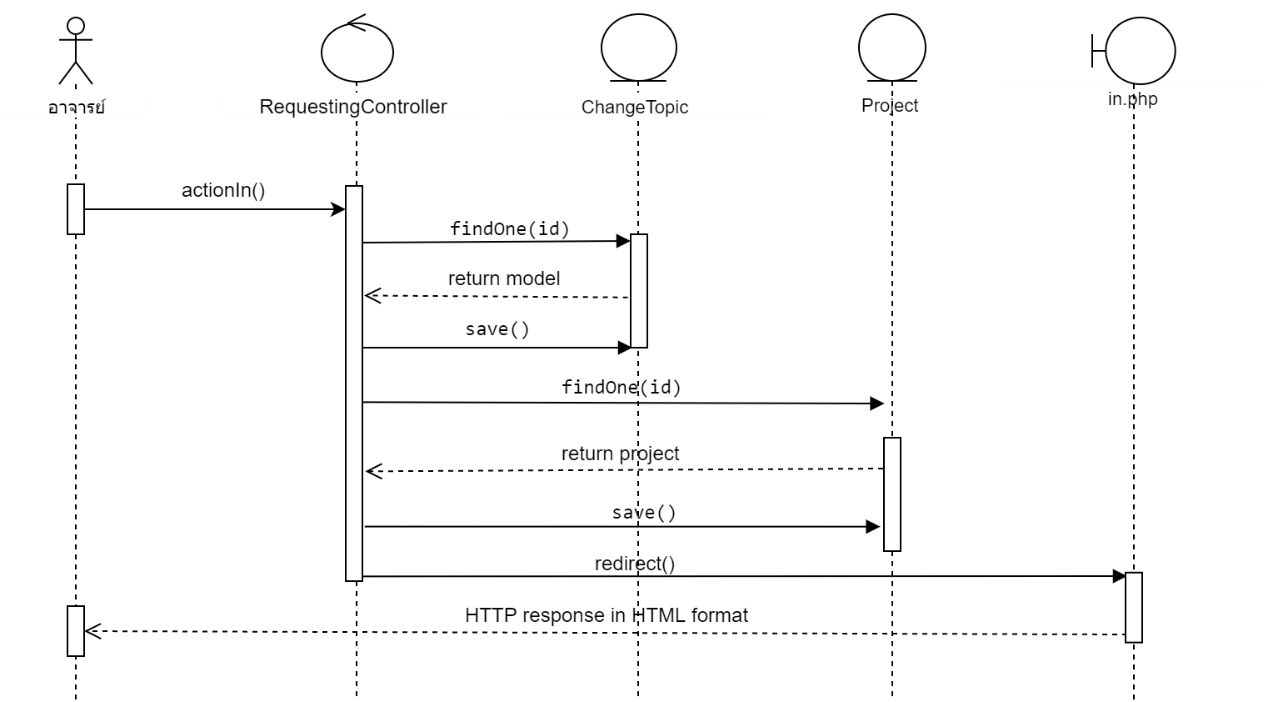 อาจารย์
RequestingController
ChangeTopic
Project
in.php
actionIn()
findOne(id)
return model
save()
findOne(id)
return project
save()
redirect()
HTTP response in HTML format